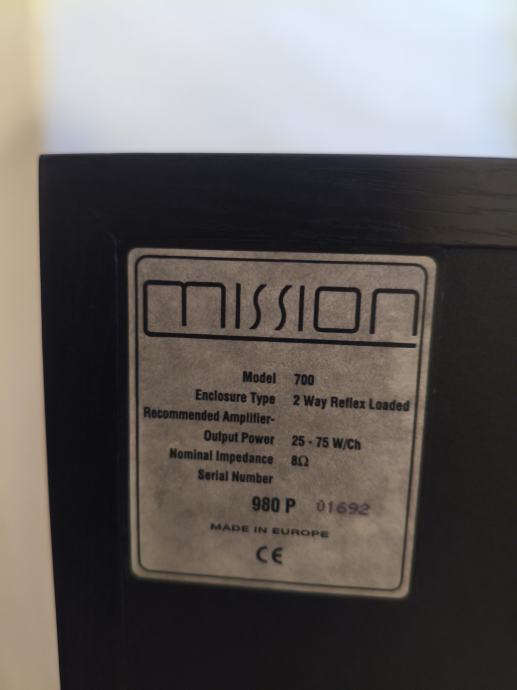 mission
Model 700
Enclosure Type 2 Way Reflex Loaded
Recommended Amplifier-
Output Power 25 - 75 W/Ch
Nominal Impedance 8Ω
Serial Number
980 P 01692
MADE IN EUROPE
CE